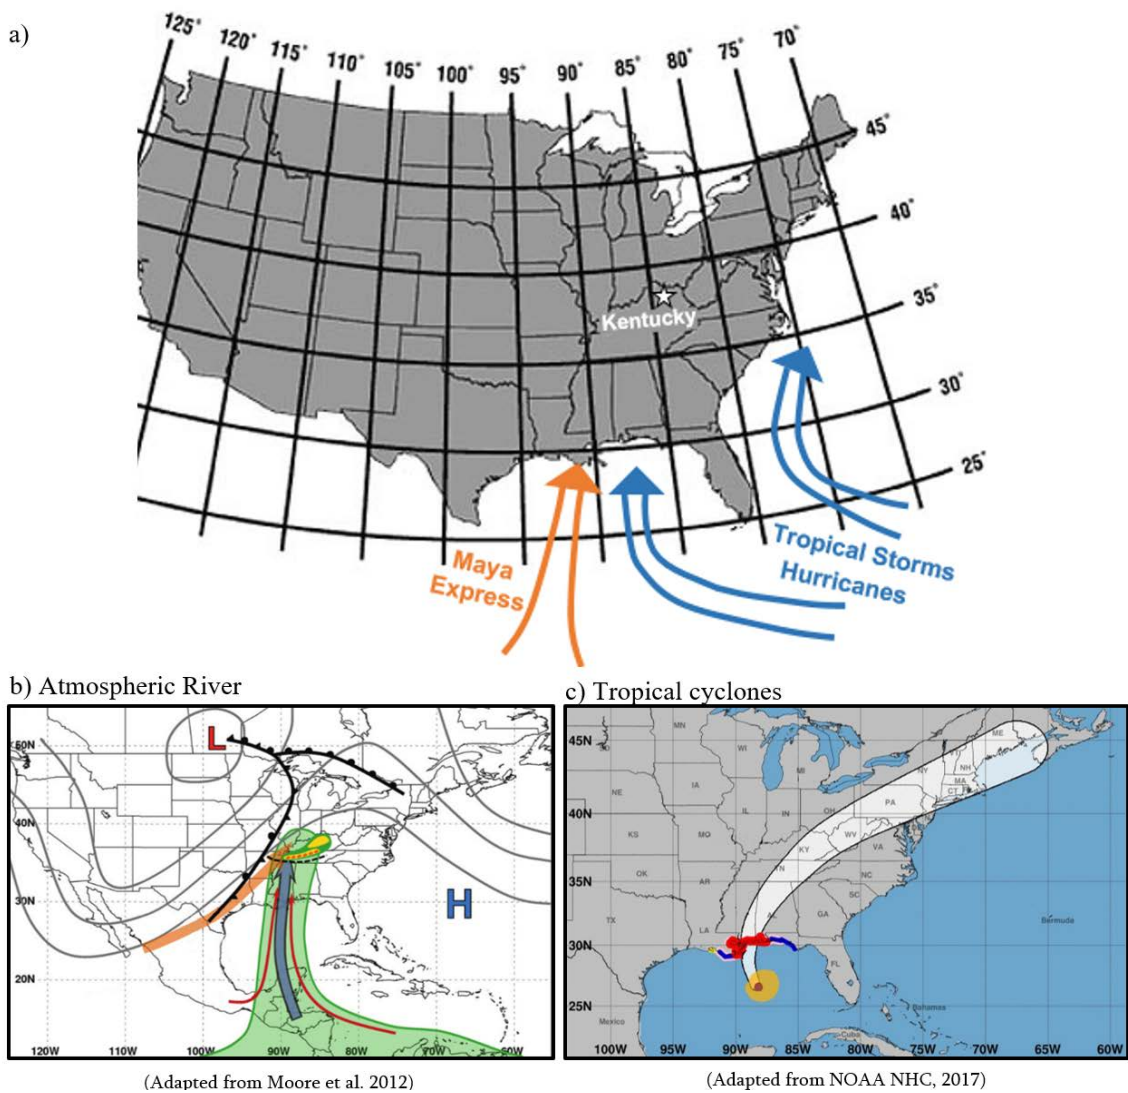 a)
125° 120° 115° 110° 105° 100° 95° 90° 85° 80° 75° 70°
45°
40°
35°
30°
25°
Kentucky
Maya
Express
Tropical Storms
Hurricanes
b) Atmospheric River
L
H
50N
40N
30N
20N
120W 110W 100W 90W 80W 70W
(Adapted from Moore et al. 2012)
c) Tropical cyclones
45N
40N
35N
30N
25N
MN
WI
MI
ME
NH
NY
MA
CT
NE
IA
IL
IN
OH
PA
KS
MO
KY
WV
VA
OK
AR
TN
NC
SC
TX
LA
AL
GA
FL
Bermuda
Mexico
Cuba
Bahamas
100W 95W 90W 85W 80W 75W 70W 65W 60W
(Adapted from NOAA NHC, 2017)